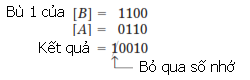 Bù 1 của [B] = 1100
[A] = 0110
Kết quả = 10010
Bỏ qua số nhớ